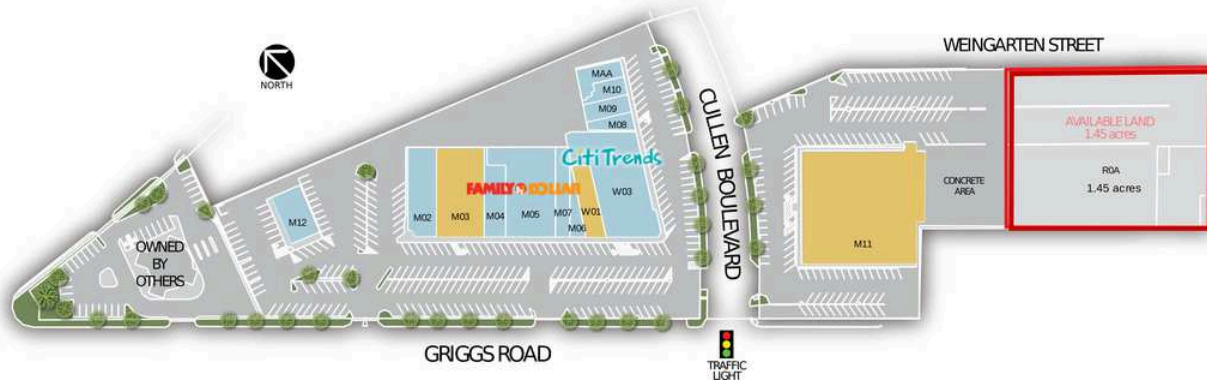 WEINGARTEN STREET
NORTH
MAA
M10
M09
M08
CULLEN BOULEVARD
AVAILABLE LAND
1.45 acres
R0A
1.45 acres
CitiTrends
FAMILY DOLLAR
M02
M03
M04
M05
M07
M06
W01
W03
M12
CONCRETE
AREA
M11
OWNED
BY
OTHERS
GRIGGS ROAD
TRAFFIC
LIGHT